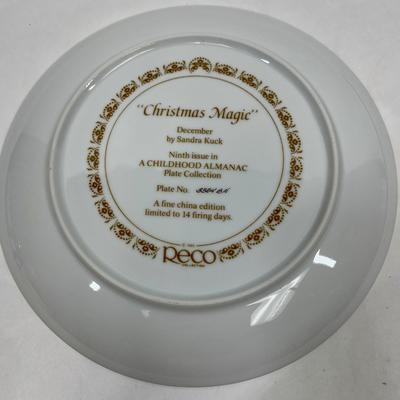 "Christmas Magic"
December
by Sandra Kuck
Ninth issue in
A CHILDHOOD ALMANAC
Plate Collection
Plate No.
A fine china edition
limited to 14 firing days.
Reco